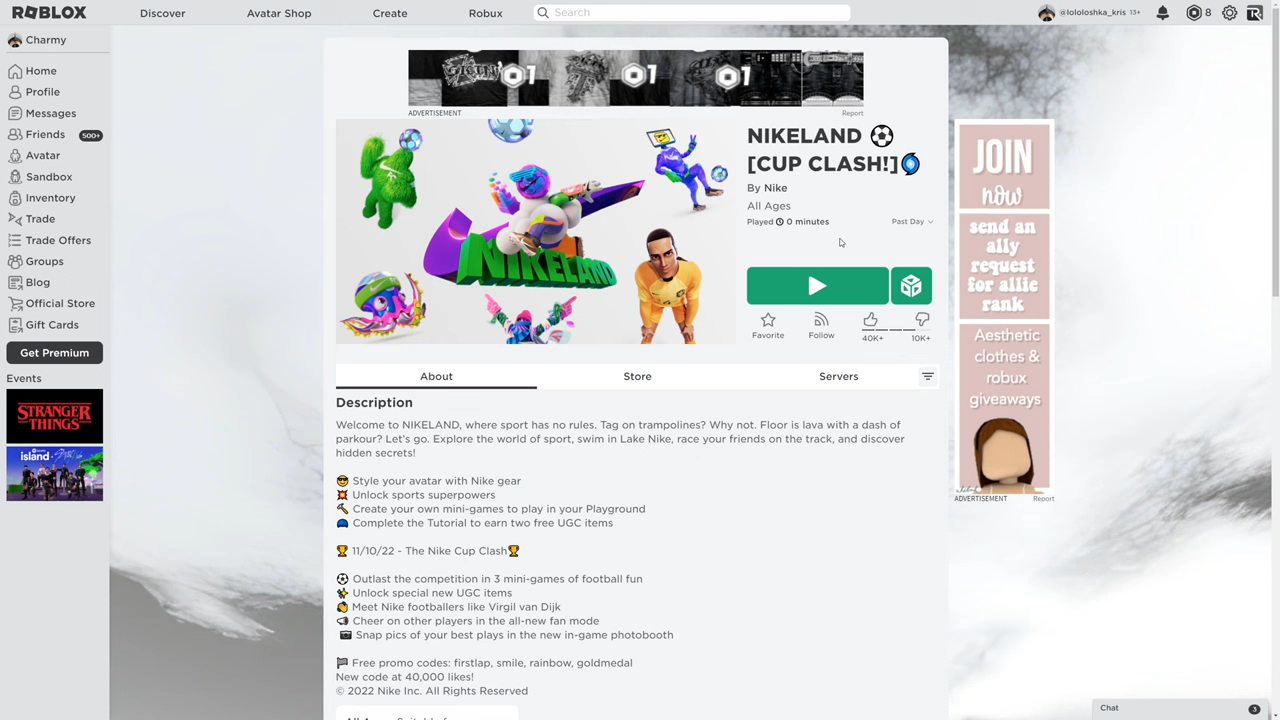 ROBLOX
Discover
Avatar Shop
Create
Robux
Search
@lololoshka_kris 13+
8
Charmy
Home
Profile
Messages
Friends 500+
Avatar
Sandbox
Inventory
Trade
Trade Offers
Groups
Blog
Official Store
Gift Cards
Get Premium
Events
STRANGER THINGS
island
1
1
1
ADVERTISEMENT
Report
NIKELAND
NIKELAND
[CUP CLASH!]
By Nike
All Ages
Played 0 minutes
Past Day
Favorite
Follow
40K+
10K+
About
Store
Servers
Description
Welcome to NIKELAND, where sport has no rules. Tag on trampolines? Why not. Floor is lava with a dash of
parkour? Let's go. Explore the world of sport, swim in Lake Nike, race your friends on the track, and discover
hidden secrets!
Style your avatar with Nike gear
Unlock sports superpowers
Create your own mini-games to play in your Playground
Complete the Tutorial to earn two free UGC items
11/10/22 - The Nike Cup Clash
Outlast the competition in 3 mini-games of football fun
Unlock special new UGC items
Meet Nike footballers like Virgil van Dijk
Cheer on other players in the all-new fan mode
Snap pics of your best plays in the new in-game photobooth
Free promo codes: firstlap, smile, rainbow, goldmedal
New code at 40,000 likes!
© 2022 Nike Inc. All Rights Reserved
JOIN
now
send an
ally
request
for allie
rank
Aesthetic
clothes &
robux
giveaways
ADVERTISEMENT
Report
Chat
3